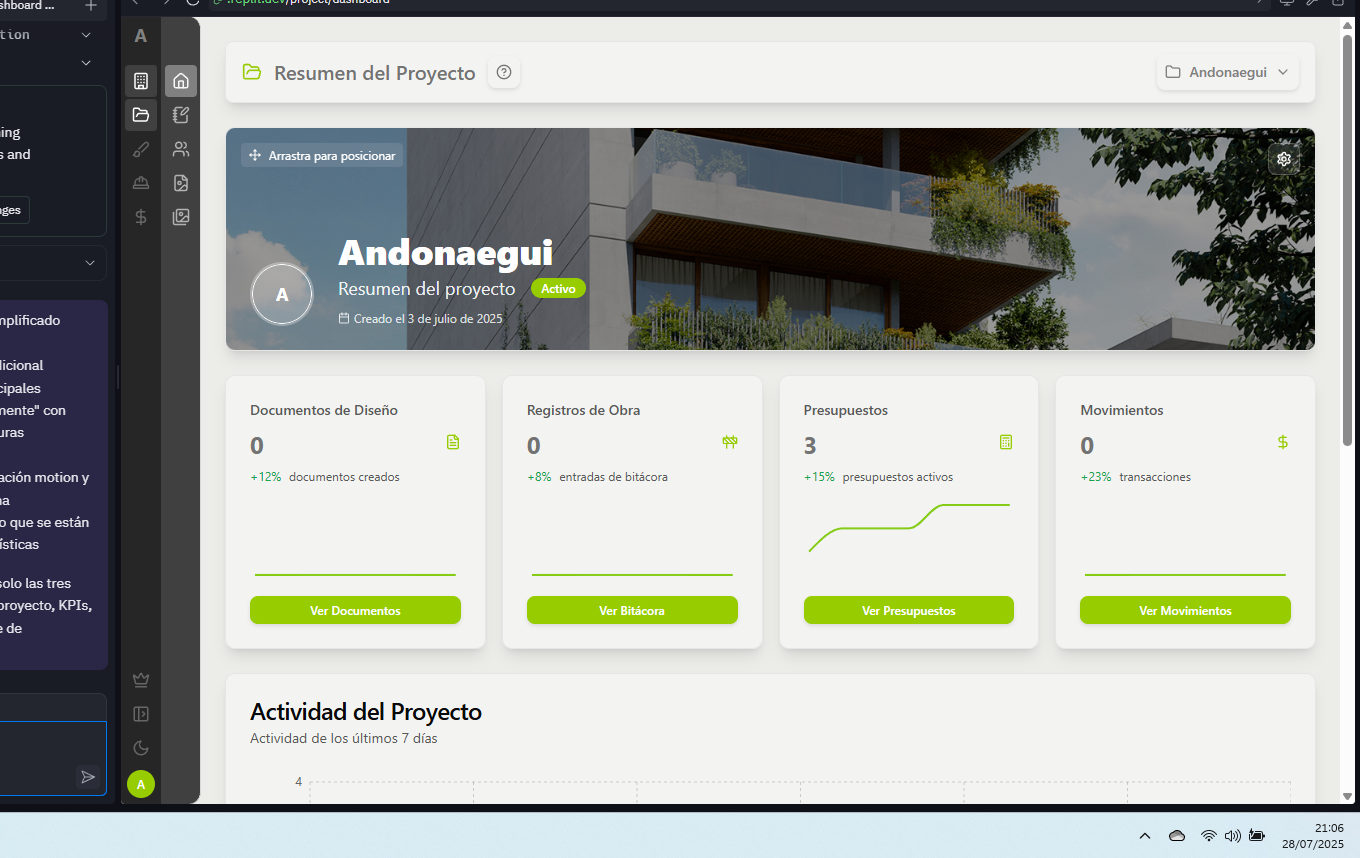 shboard ...
.replit.dev/project/dashboard
tion
A
Resumen del Proyecto
Andonaegui
ning
s and
nges
Arrastra para posicionar
Andonaegui
A
Resumen del proyecto
Activo
Creado el 3 de julio de 2025
mplificado
dicional
cipales
mente" con
uras
ación motion y
na
o que se están
ísticas
solo las tres
proyecto, KPIs,
e de
Documentos de Diseño
0
+12% documentos creados
Ver Documentos
Registros de Obra
0
+8% entradas de bitácora
Ver Bitácora
Presupuestos
3
+15% presupuestos activos
Ver Presupuestos
Movimientos
0
+23% transacciones
Ver Movimientos
Actividad del Proyecto
Actividad de los últimos 7 días
4
A
21:06
28/07/2025